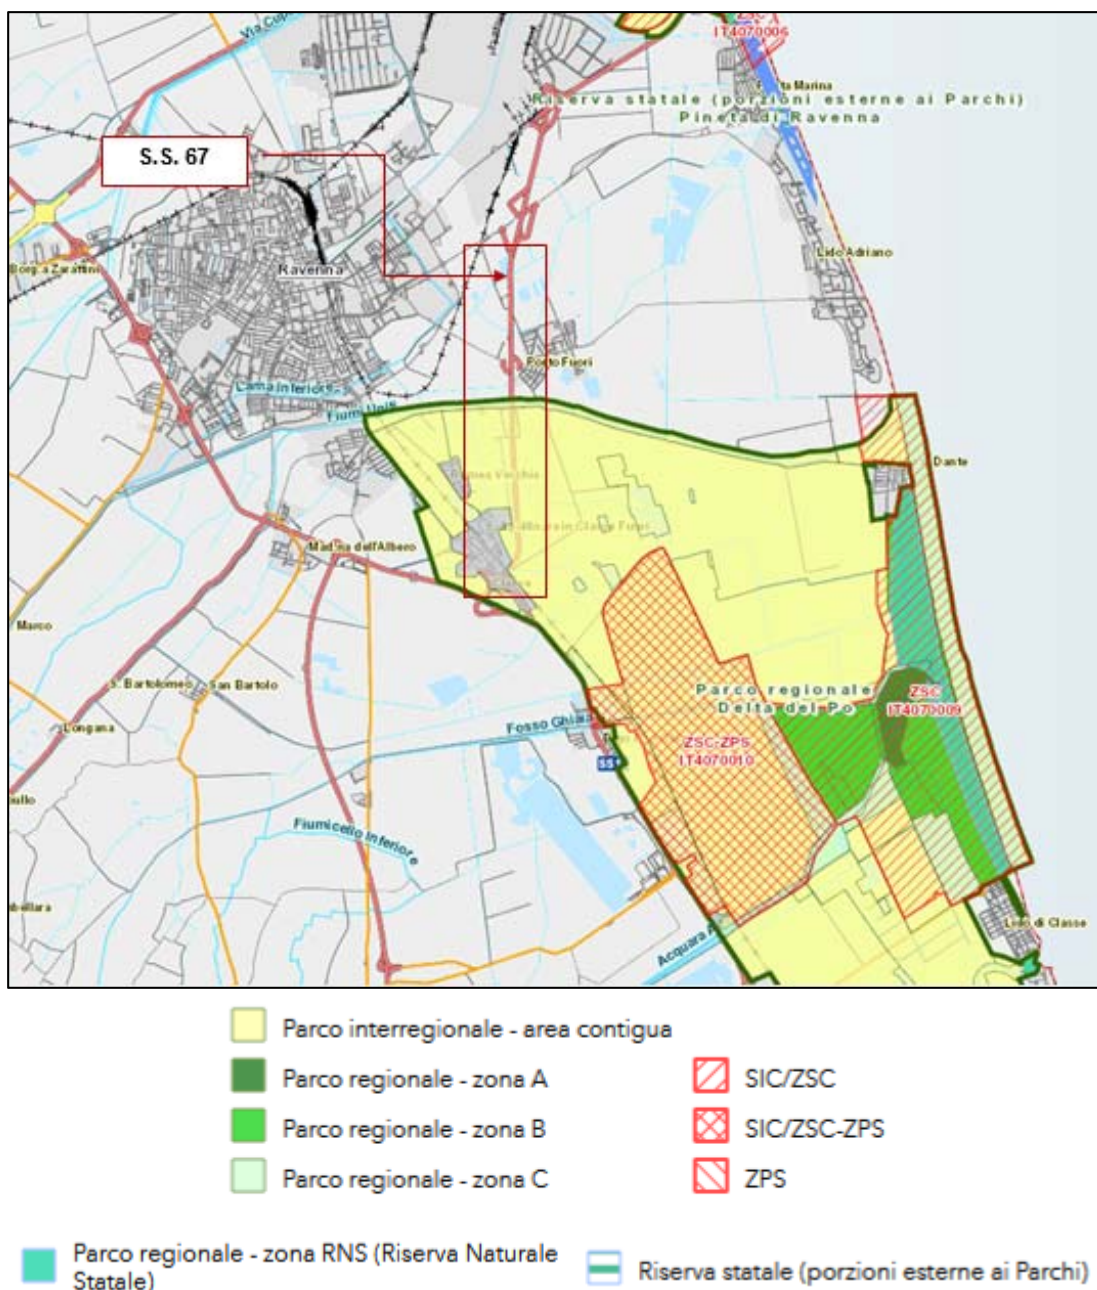 ZSC
IT4070006
Via Cup
Marina
Riserva statale (porzioni esterne ai Parchi)
Pineta di Ravenna
S.S. 67
Lido Adriano
Borgo Zarattini
Ravenna
Porto Fuori
Lama Inferiore
Fiumi Uniti
Dante
Madonna dell'Albero
Marco
S. Bartolomeo
San Bartolo
Parco regionale
Delta del Po
ZSC
IT4070009
Longana
Fosso Ghiaia
ZSC-ZPS
IT4070010
SS
Fiumicello Inferiore
Lido di Classe
Acquara
Parco interregionale - area contigua
Parco regionale - zona A
SIC/ZSC
Parco regionale - zona B
SIC/ZSC-ZPS
Parco regionale - zona C
ZPS
Parco regionale - zona RNS (Riserva Naturale
Statale)
Riserva statale (porzioni esterne ai Parchi)